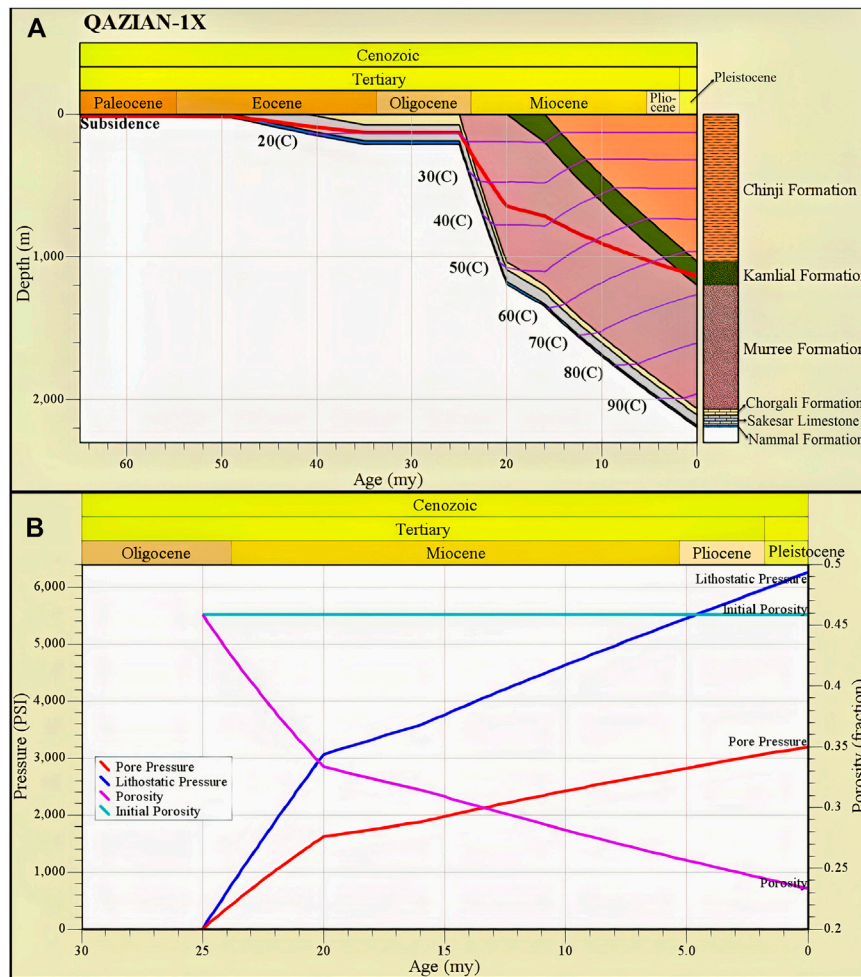 A
QAZIAN-1X
Cenozoic
Tertiary
Pleistocene
Paleocene Eocene Oligocene Miocene Plio-
cene
0
Subsidence
20(C)
30(C)
40(C)
50(C)
60(C)
70(C)
80(C)
90(C)
1,000
2,000
Depth (m)
60 50 40 30 20 10 0
Age (my)
Chinji Formation
Kamlial Formation
Murree Formation
Chorgali Formation
Sakesar Limestone
Nammal Formation
B
Cenozoic
Tertiary
Oligocene Miocene Pliocene Pleistocene
6,000
5,000
4,000
3,000
2,000
1,000
0
Pressure (PSI)
Lithostatic Pressure
Initial Porosity
Pore Pressure
Porosity
Pore Pressure
Lithostatic Pressure
Porosity
Initial Porosity
0.5
0.45
0.4
0.35
0.3
0.25
0.2
Porosity (fraction)
30 25 20 15 10 5.0 0
Age (my)